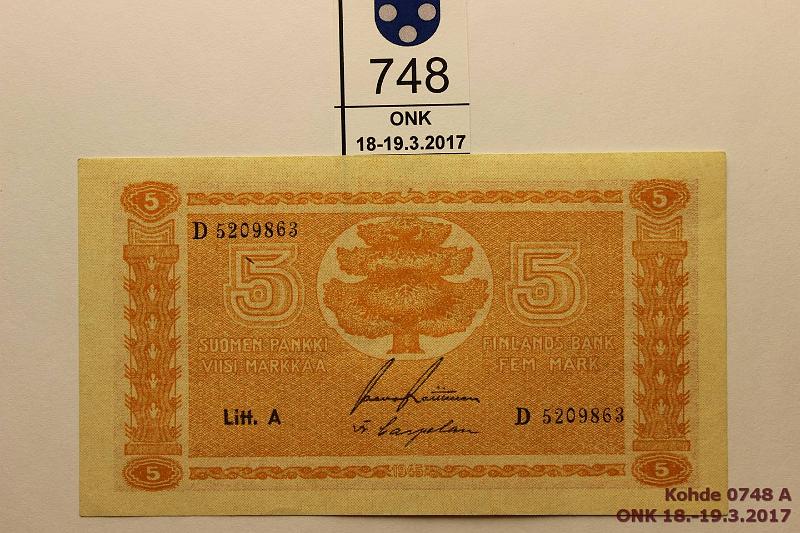 748
ONK
18-19.3.2017
5 5
D 5209863
5 5
SUOMEN PANKKI FINLANDS BANK
VIISI MARKKAA FEM MARK
Litt. A
D 5209863
5 1945 5
Kohde 0748 A
ONK 18.-19.3.2017